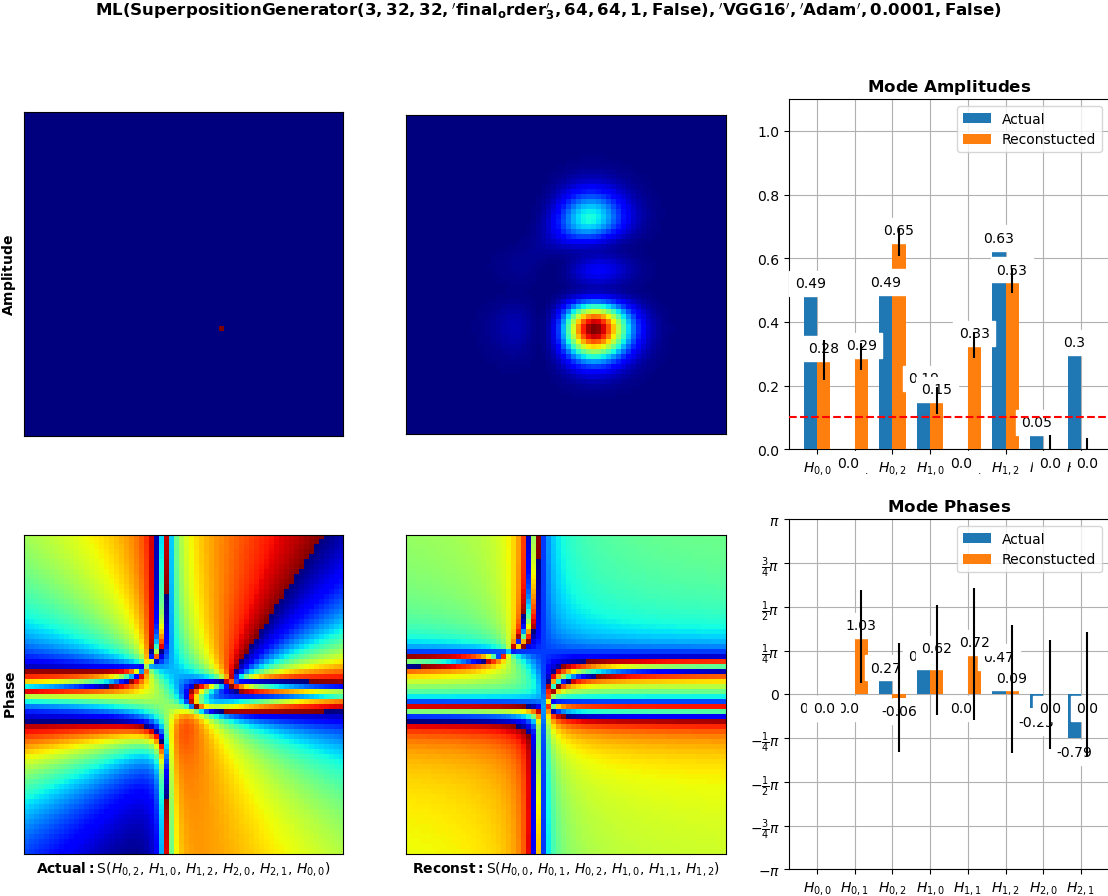 ML(SuperpositionGenerator(3, 32, 32, ′final_order′_3, 64, 64, 1, False), ′VGG16′, ′Adam′, 0.0001, False)
Amplitude
Mode Amplitudes
Actual
Reconstucted
1.0
0.8
0.6
0.4
0.2
0.0
0.49
0.28
0.0
0.29
0.49
0.65
0.15
0.0
0.33
0.63
0.53
0.05
0.0
0.3
0.0
H0,0 H0,2 H1,0 H1,2
Phase
Mode Phases
Actual
Reconstucted
π
3/4π
1/2π
1/4π
0
−1/4π
−1/2π
−3/4π
−π
0.0
1.03
0.27
-0.06
0.62
0.0
0.72
0.47
0.09
0.0
-0.79
0.0
H0,0 H0,1 H0,2 H1,0 H1,1 H1,2 H2,0 H2,1
Actual: S(H0,2, H1,0, H1,2, H2,0, H2,1, H0,0)
Reconst: S(H0,0, H0,1, H0,2, H1,0, H1,1, H1,2)